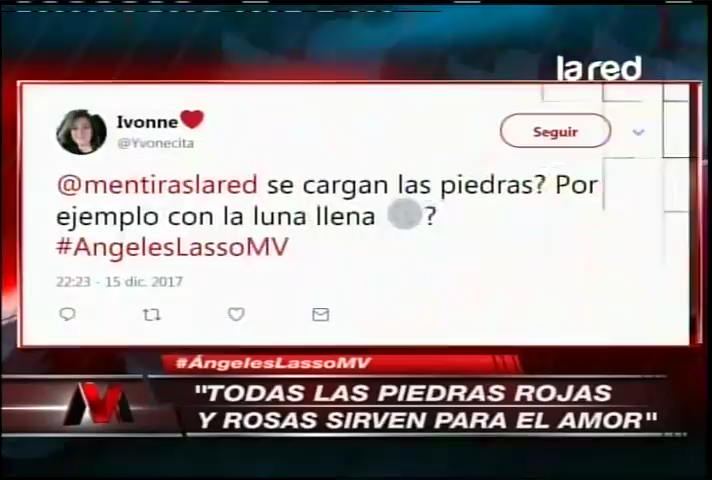 la red
Ivonne
@Yvonecita
Seguir
@mentiraslared se cargan las piedras? Por
ejemplo con la luna llena ?
#AngelesLassoMV
22:23 - 15 dic. 2017
#ÁngelesLassoMV
"TODAS LAS PIEDRAS ROJAS
Y ROSAS SIRVEN PARA EL AMOR"